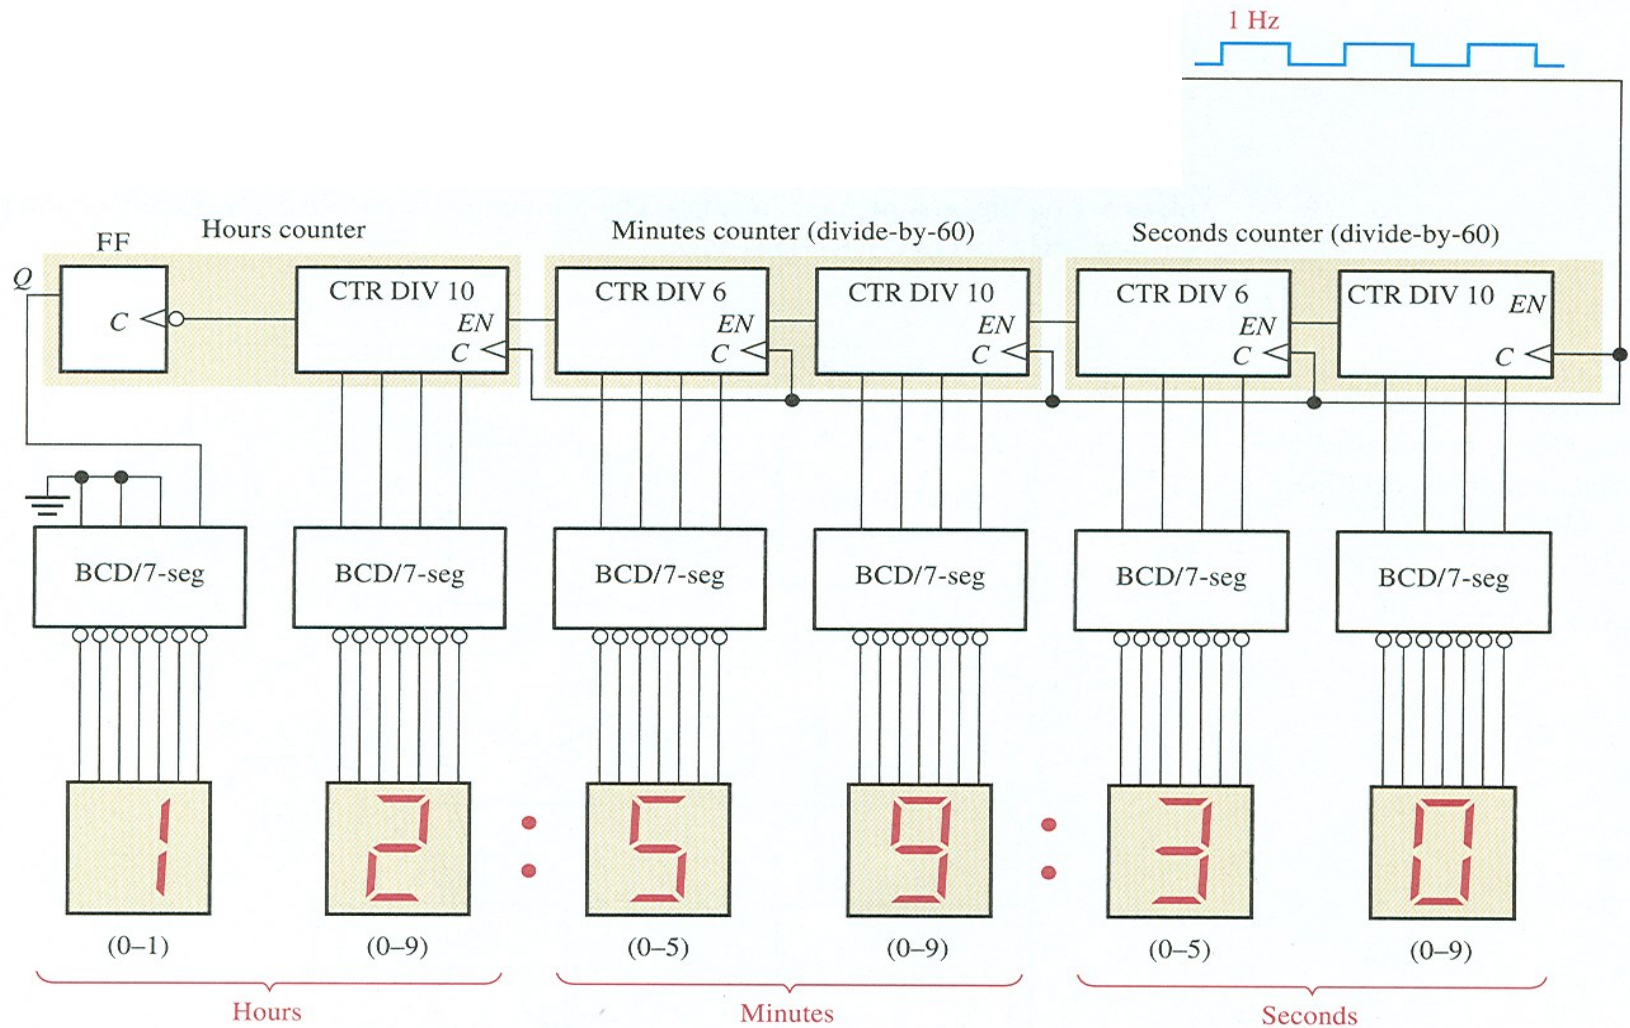 1 Hz
Hours counter
Minutes counter (divide-by-60)
Seconds counter (divide-by-60)
FF
Q
C
CTR DIV 10
EN
C
CTR DIV 6
EN
C
CTR DIV 10
EN
C
CTR DIV 6
EN
C
CTR DIV 10
EN
C
BCD/7-seg
BCD/7-seg
BCD/7-seg
BCD/7-seg
BCD/7-seg
BCD/7-seg
1 2 : 5 9 : 3 0
(0–1)
(0–9)
(0–5)
(0–9)
(0–5)
(0–9)
Hours
Minutes
Seconds